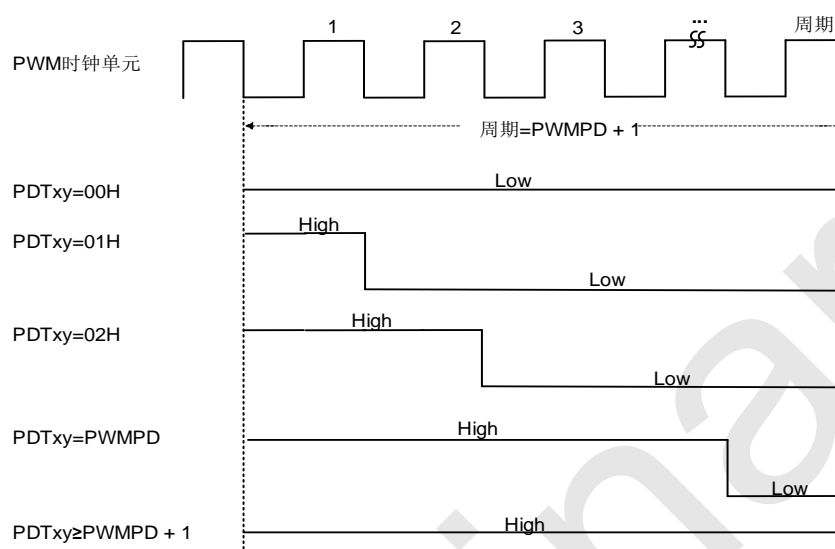 1 2 3 ... 周期
PWM时钟单元
周期=PWMPD + 1
PDTxy=00H Low
PDTxy=01H High Low
PDTxy=02H High Low
PDTxy=PWMPD High Low
PDTxy≥PWMPD + 1 High